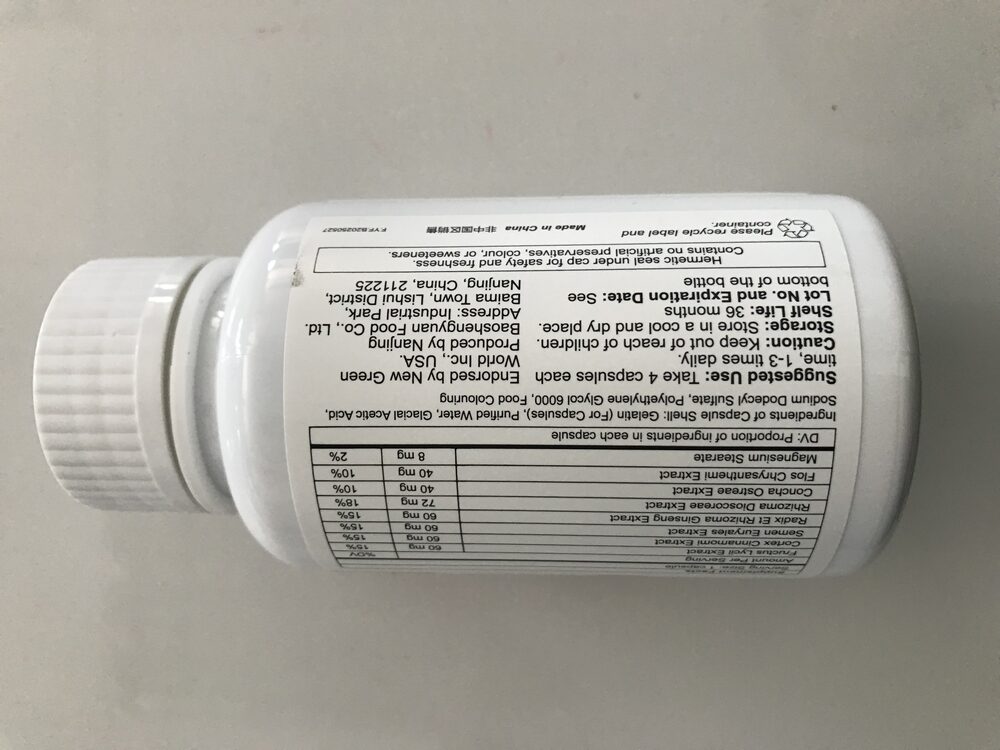 Supplement Facts
Serving Size: 1 capsule
Amount Per Serving %DV
Fructus Lycii Extract 60 mg 15%
Cortex Cinnamomi Extract 60 mg 15%
Semen Euryales Extract 60 mg 15%
Radix Et Rhizoma Ginseng Extract 60 mg 15%
Rhizoma Dioscoreae Extract 72 mg 18%
Concha Ostreae Extract 40 mg 10%
Flos Chrysanthemi Extract 40 mg 10%
Magnesium Stearate 8 mg 2%
DV: Proportion of ingredients in each capsule
Ingredients of Capsule Shell: Gelatin (For Capsules), Purified Water, Glacial Acetic Acid,
Sodium Dodecyl Sulfate, Polyethylene Glycol 6000, Food Colouring
Suggested Use: Take 4 capsules each
time, 1-3 times daily.
Caution: Keep out of reach of children.
Storage: Store in a cool and dry place.
Shelf Life: 36 months
Lot No. and Expiration Date: See
bottom of the bottle
Endorsed by New Green
World Inc., USA.
Produced by Nanjing
Baoshengyuan Food Co., Ltd.
Address: Industrial Park,
Baima Town, Lishui District,
Nanjing, China, 211225
Hermetic seal under cap for safety and freshness.
Contains no artificial preservatives, colour, or sweeteners.
Please recycle label and
container.
Made in China
非中国区销售
FYF.B20250527